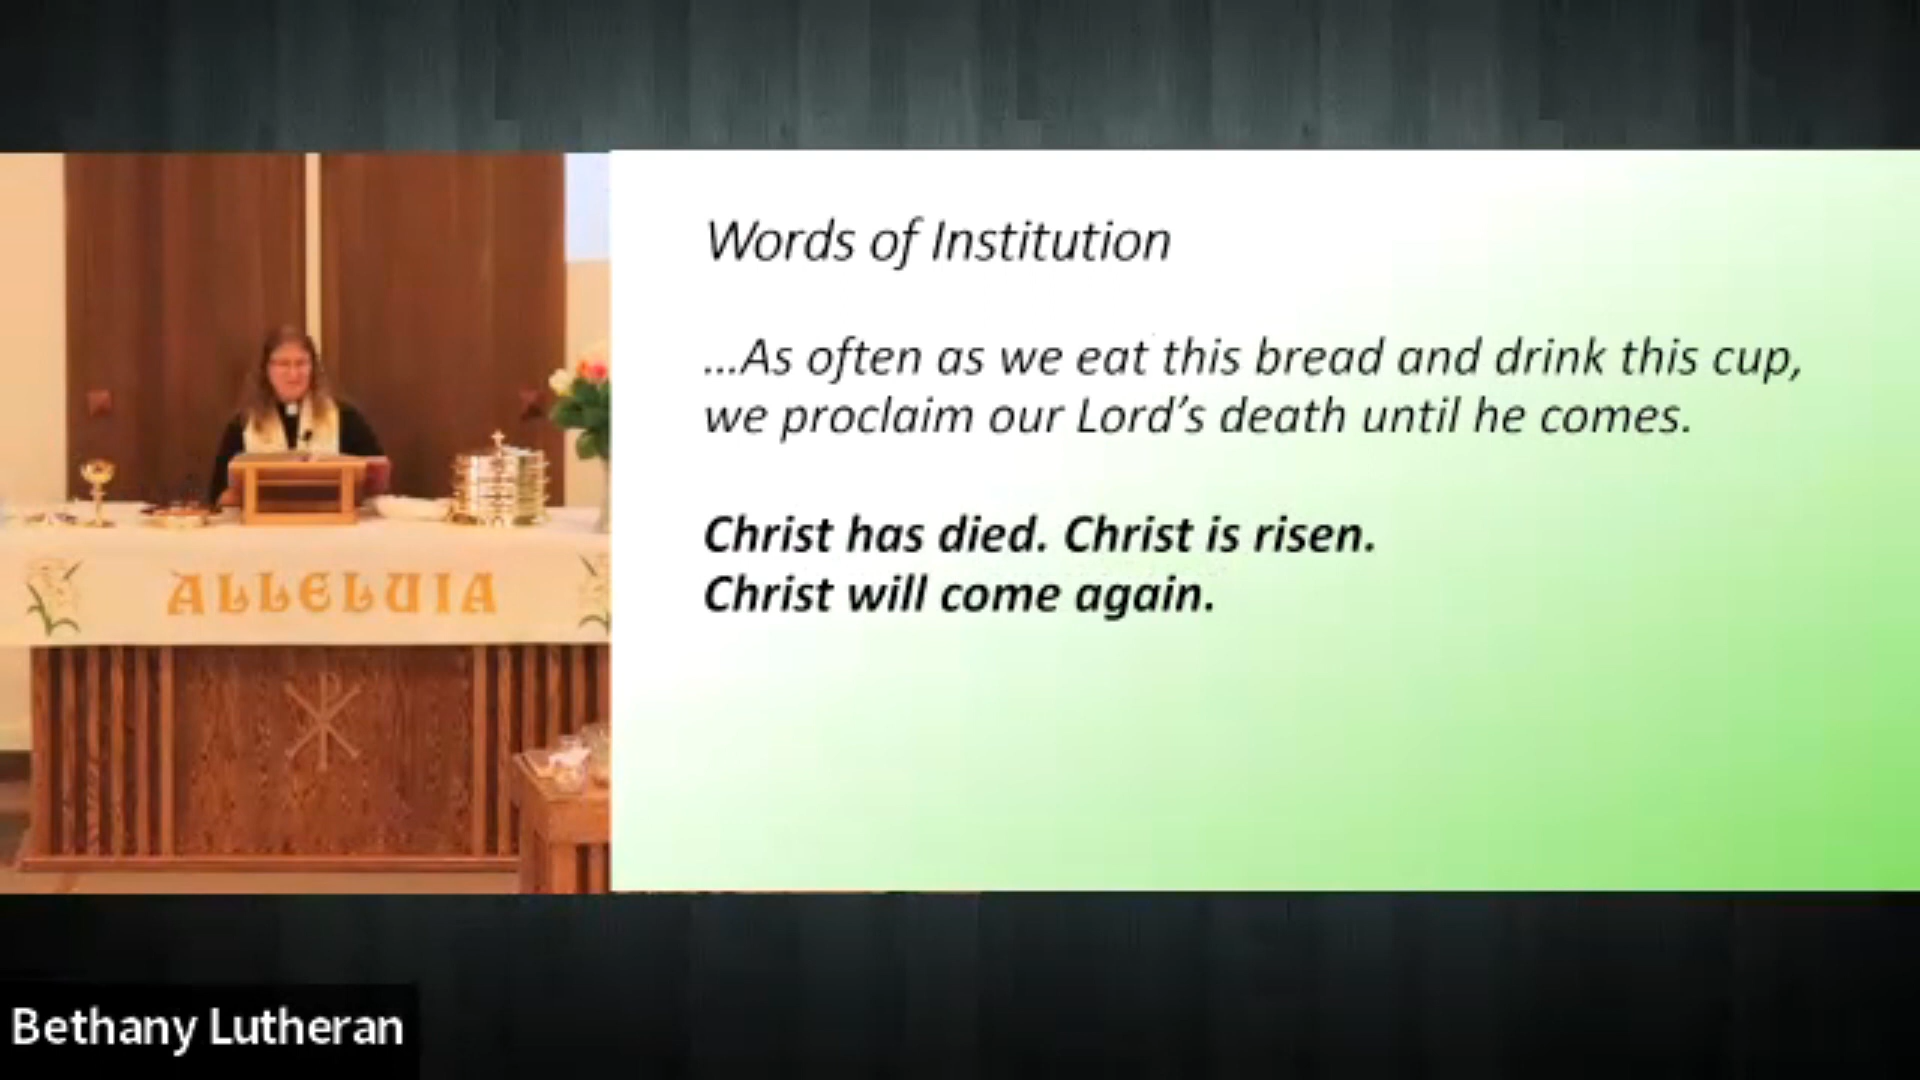 Words of Institution
...As often as we eat this bread and drink this cup,
we proclaim our Lord's death until he comes.
Christ has died. Christ is risen.
Christ will come again.
ALLELUIA
Bethany Lutheran